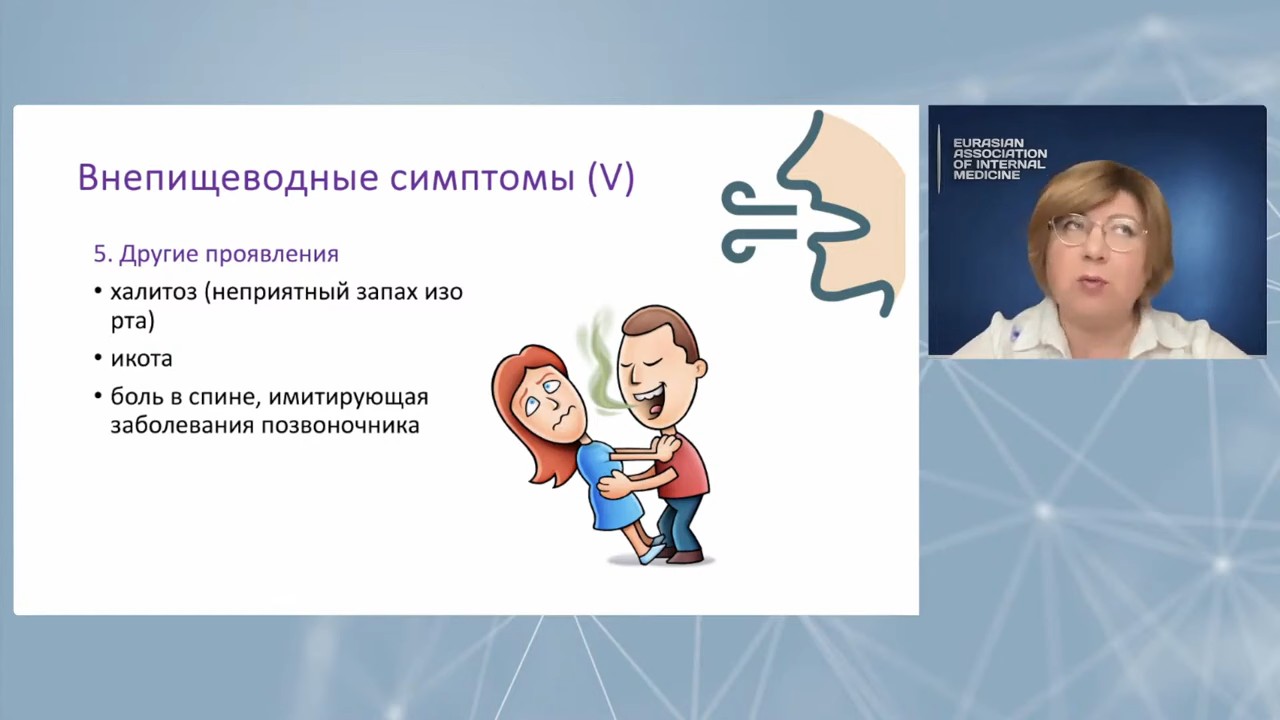 Внепищеводные симптомы (V)
5. Другие проявления
• халитоз (неприятный запах изо
рта)
• икота
• боль в спине, имитирующая
заболевания позвоночника
EURASIAN
ASSOCIATION
OF INTERNAL
MEDICINE